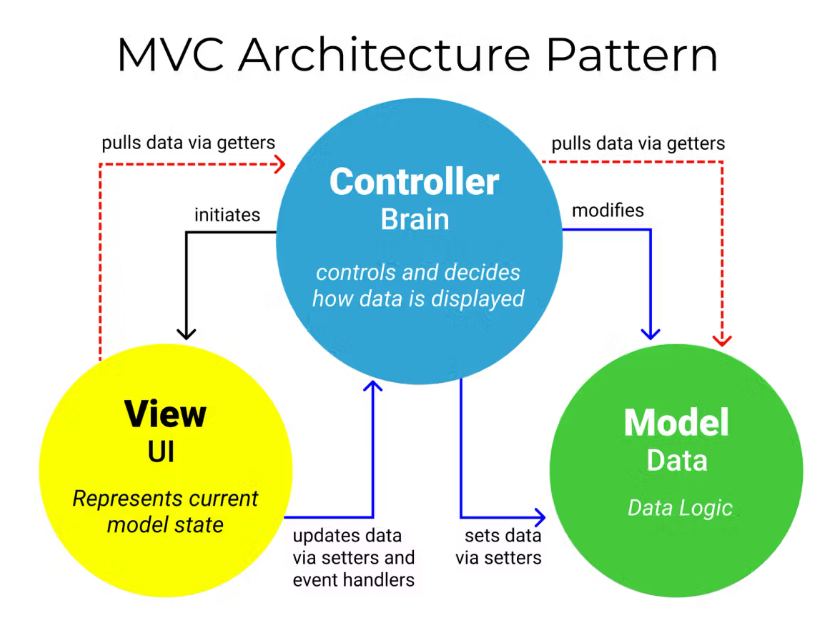 MVC Architecture Pattern
pulls data via getters
pulls data via getters
Controller
Brain
controls and decides
how data is displayed
initiates
modifies
View
UI
Represents current
model state
Model
Data
Data Logic
updates data
via setters and
event handlers
sets data
via setters